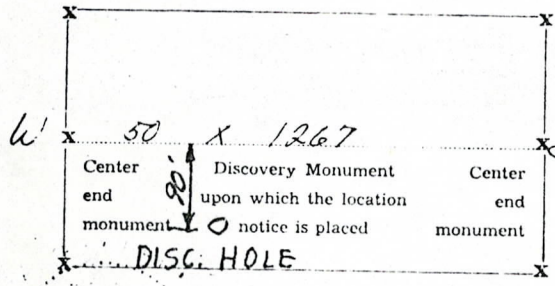 X X
W X 50 X 1267 X
Center Discovery Monument Center
end 90' upon which the location end
monument O notice is placed monument
X DISC. HOLE X